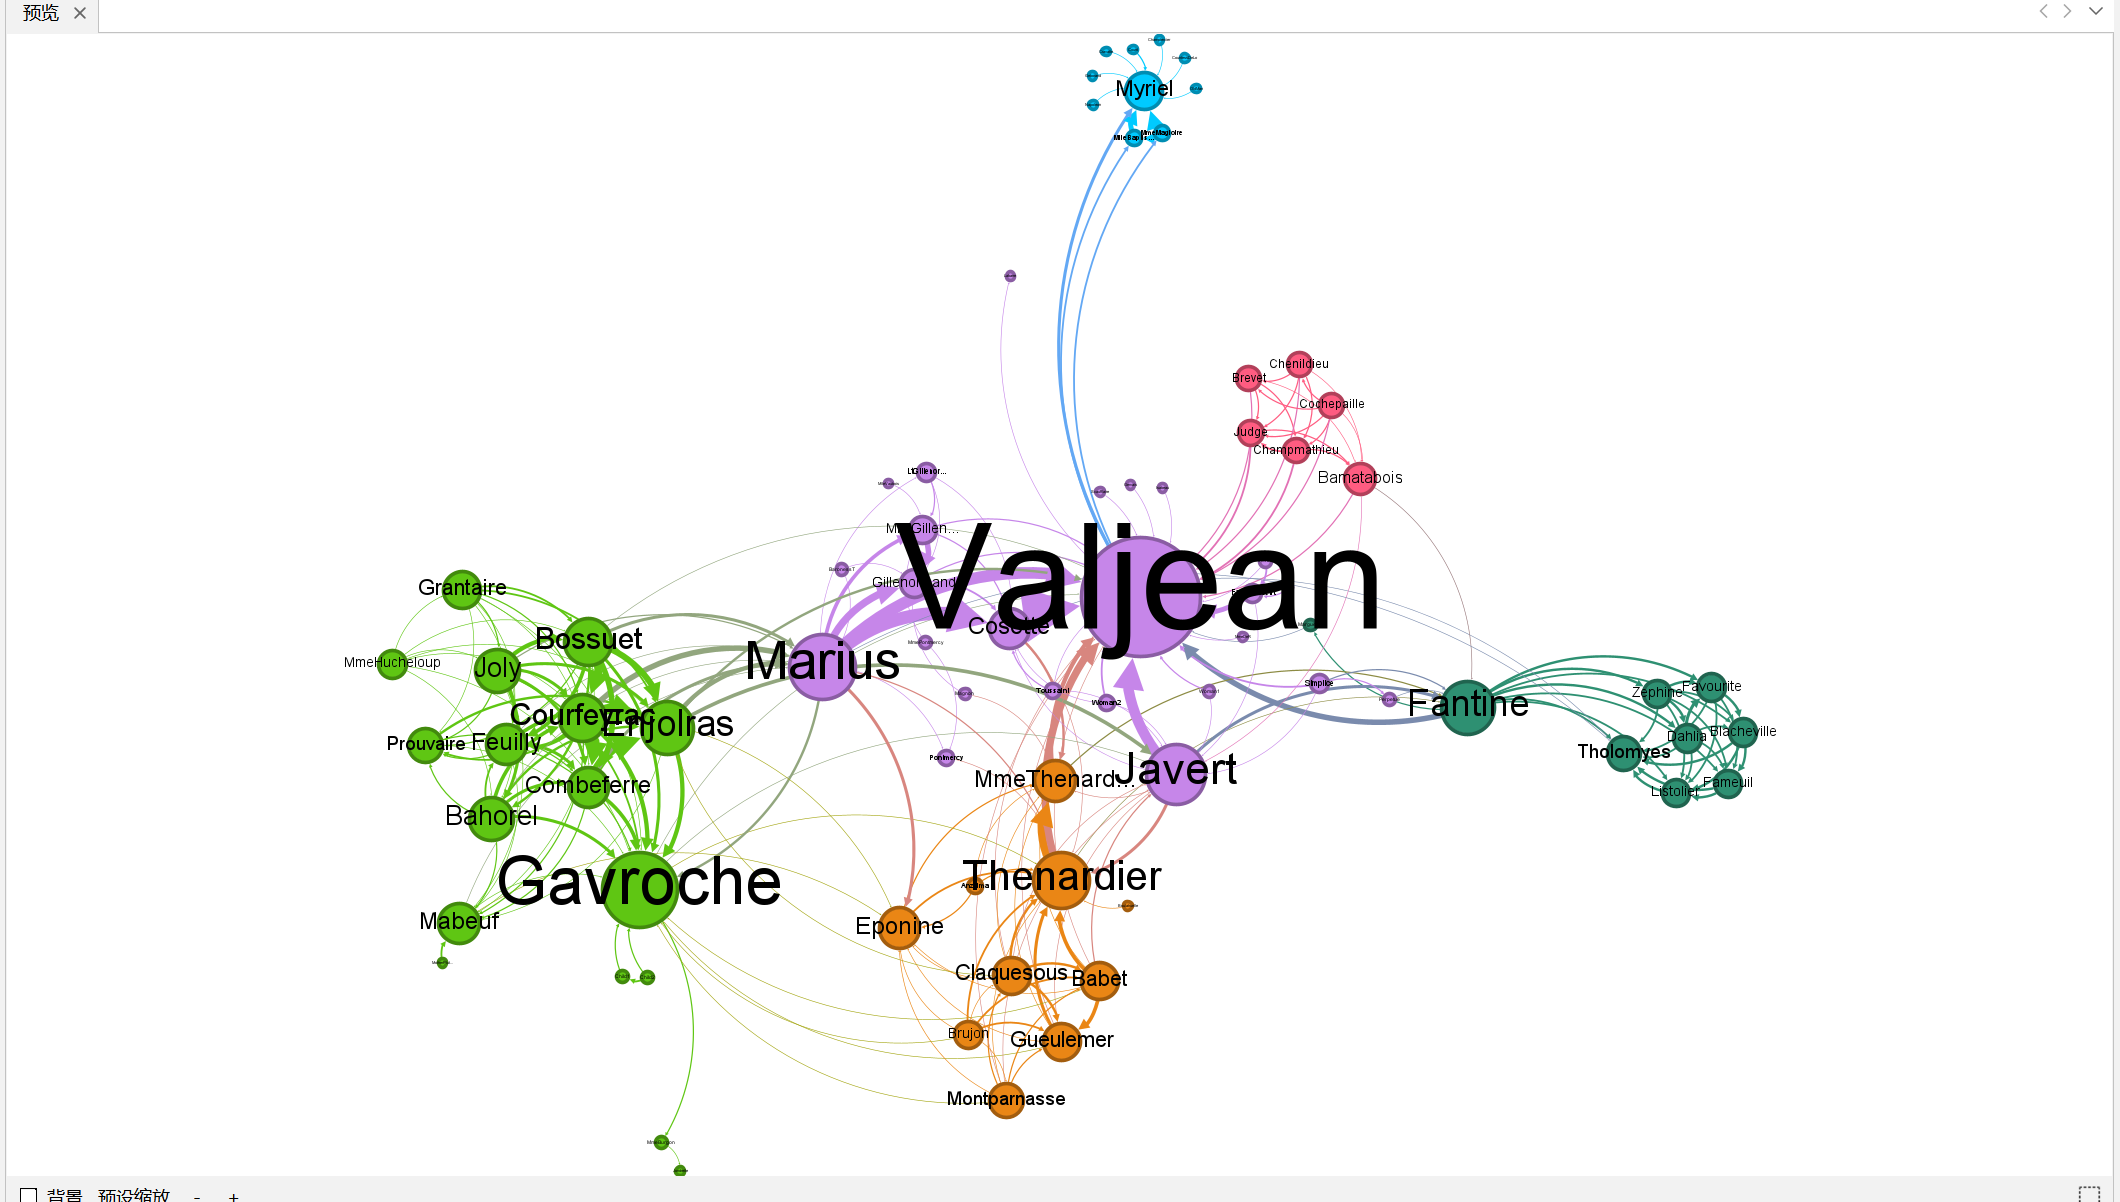 预览
Myriel
MmeMagloire
Chenildieu
Brevet
Cochepaille
Judge
Champmathieu
Bamatabois
MlleGillen...
Valjean
Gillenormand
Grantaire
Cosette
Bossuet
Marius
MmeHucheloup
Joly
Toussaint
Woman2
Woman1
Simplice
Fantine
Zephine
Favourite
Courfeyrac
Enjolras
Prouvaire
Feuilly
Dahlia
Blacheville
Tholomyes
Pontmercy
MmeThenard...
Javert
Combeferre
Fameuil
Listolier
Bahorel
Gavroche
Thenardier
Anzelma
Mabeuf
Eponine
Claquesous
Babet
Brujon
Gueulemer
Montparnasse
背景 预设缩放 - +